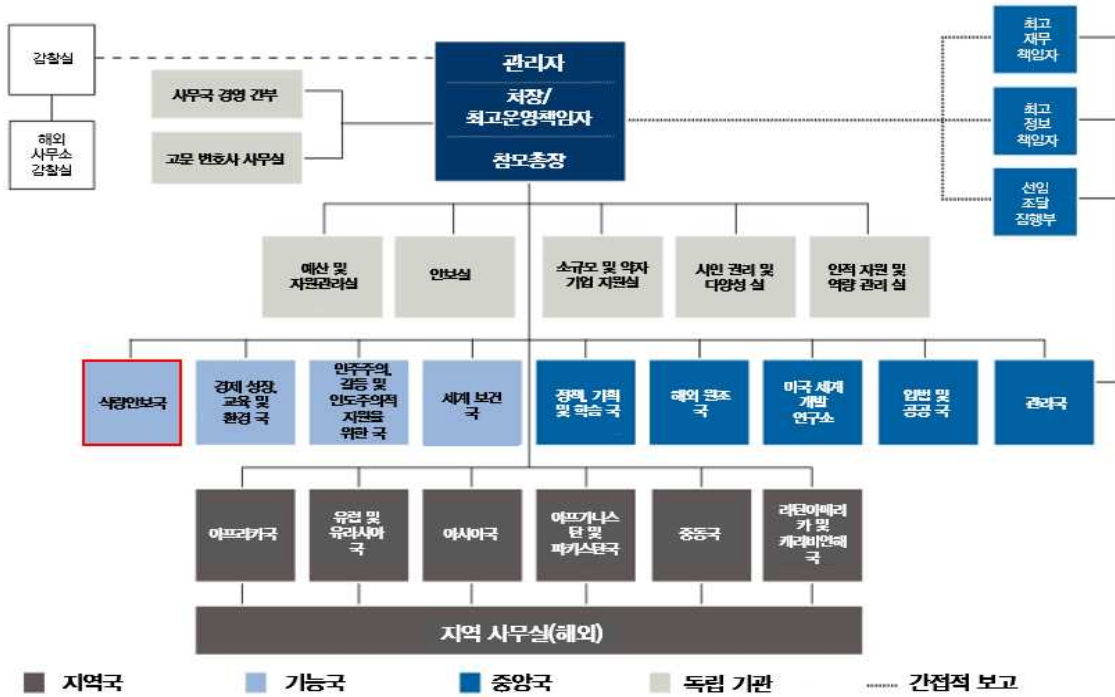 감찰실
해외
사무소
감찰실
사무국 경영 간부
고문 변호사 사무실
관리자
처장/
최고운영책임자
참모총장
최고
재무
책임자
최고
정보
책임자
선임
조달
집행부
예산 및
자원관리실
안보실
소규모 및 약자
기업 지원실
시민 권리 및
다양성 실
인적 자원 및
역량 관리 실
식량안보국
경제 성장,
교육 및
환경 국
민주주의,
갈등 및
인도주의적
지원을
위한 국
세계 보건
국
정책, 기획
및 학습 국
해외 원조
국
미국 세계
개발
연구소
입법 및
공공 국
관리국
아프리카국
유럽 및
유라시아
국
아시아국
아프가니스
탄 및
파키스탄국
중동국
라틴아메리
카 및
캐리비연해
국
지역 사무실(해외)
지역국
기능국
중앙국
독립 기관
간접적 보고